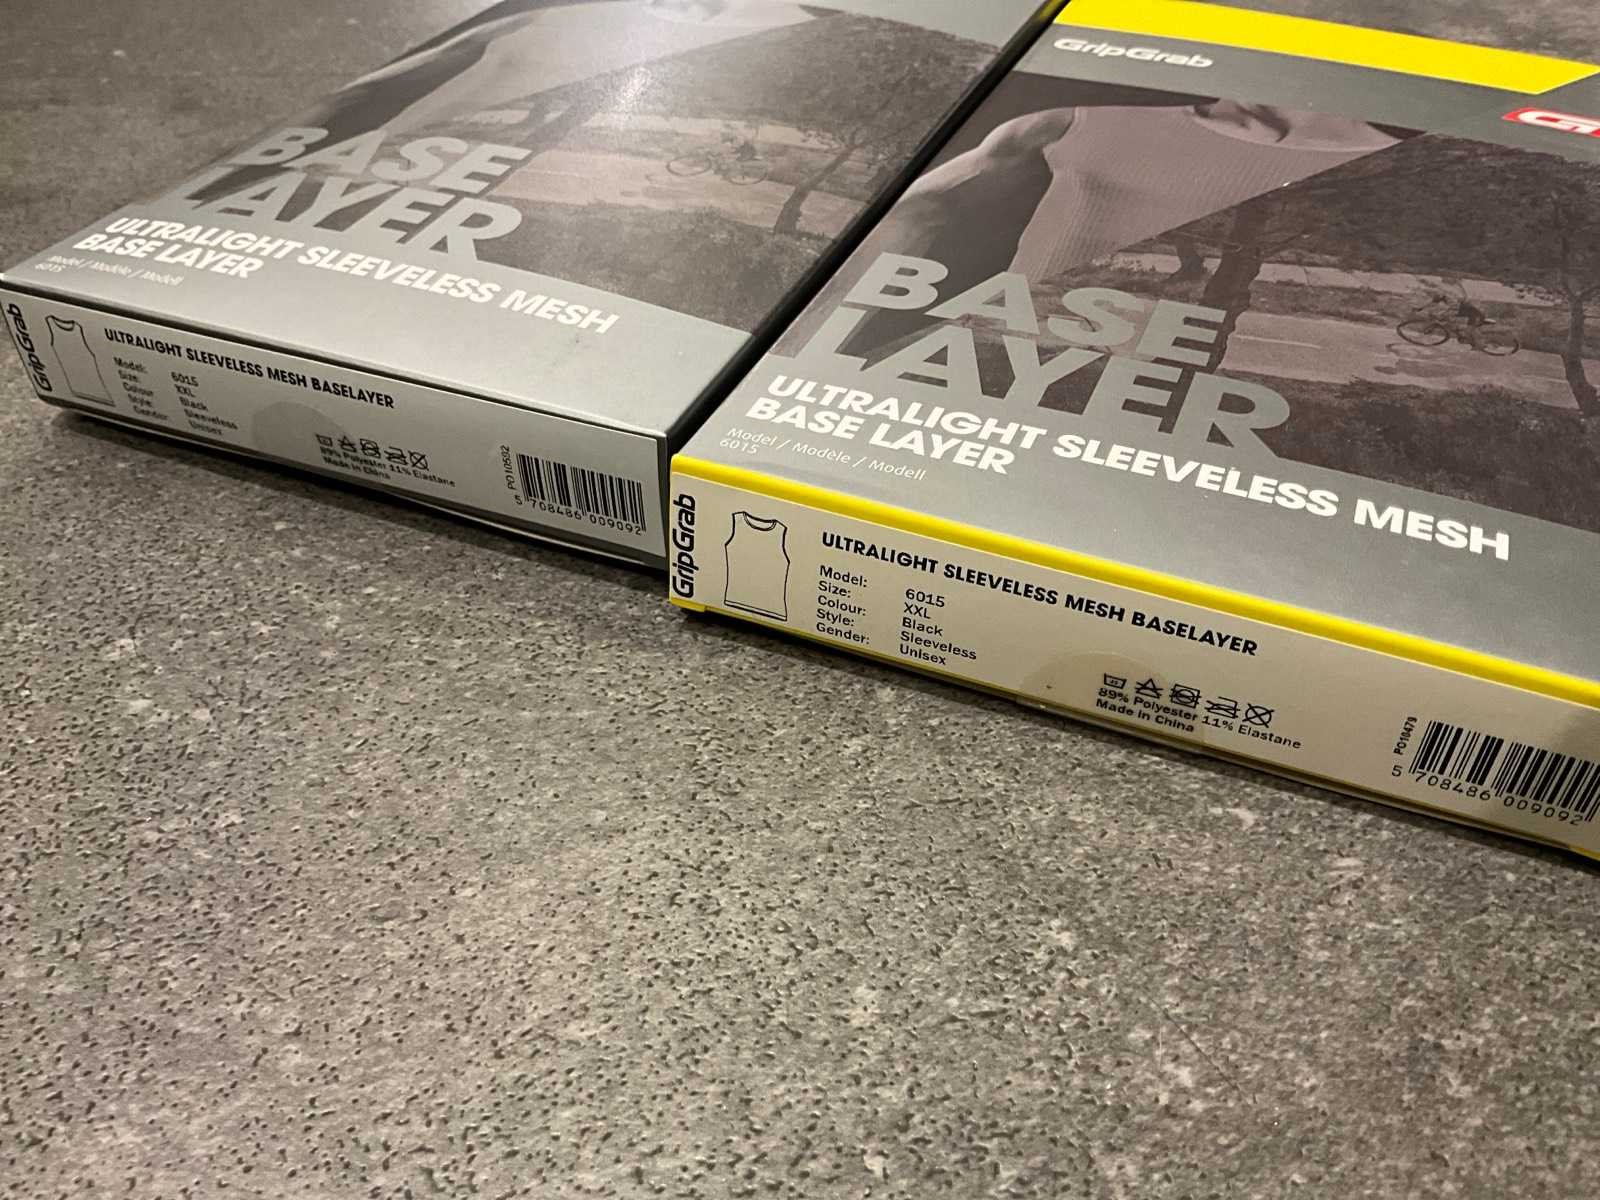 BASE
LAYER
ULTRALIGHT SLEEVELESS MESH
BASE LAYER
Model / Modèle / Modell
6015
GripGrab
ULTRALIGHT SLEEVELESS MESH BASELAYER
Model: 6015
Size: XXL
Colour Black
Style: Sleeveless
Gender: Unisex
89% Polyester 11% Elastane
Made in China
PO10592
5 708486 009092
GripGrab
BASE
LAYER
ULTRALIGHT SLEEVELESS MESH
BASE LAYER
Model / Modèle / Modell
6015
GripGrab
ULTRALIGHT SLEEVELESS MESH BASELAYER
Model: 6015
Size: XXL
Colour: Black
Style: Sleeveless
Gender: Unisex
89% Polyester 11% Elastane
Made in China
PO10479
5 708486 009092